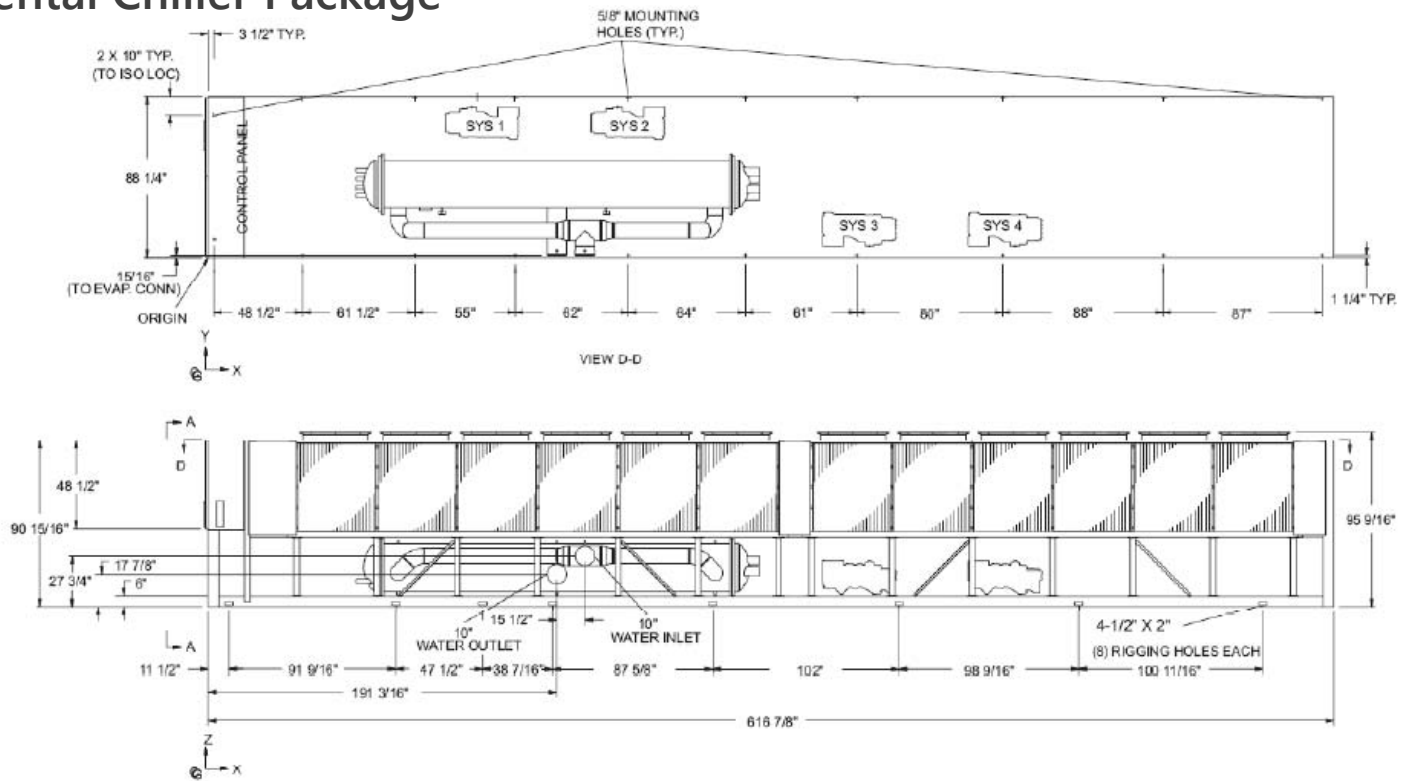 ental Chiller Package
5/8" MOUNTING
HOLES (TYP.)
3 1/2" TYP.
2 X 10" TYP.
(TO ISO LOC)
SYS 1
SYS 2
CONTROL PANEL
88 1/4"
SYS 3
SYS 4
15/16"
(TO EVAP. CONN)
1 1/4" TYP.
ORIGIN
48 1/2"
61 1/2"
55"
62"
64"
61"
80"
88"
87"
Y
X
VIEW D-D
A
D
D
48 1/2"
90 15/16"
95 9/16"
17 7/8"
27 3/4"
6"
15 1/2"
10"
WATER INLET
10"
WATER OUTLET
4-1/2" X 2"
(8) RIGGING HOLES EACH
A
11 1/2"
91 9/16"
47 1/2"
38 7/16"
87 5/8"
102"
98 9/16"
100 11/16"
191 3/16"
616 7/8"
Z
X